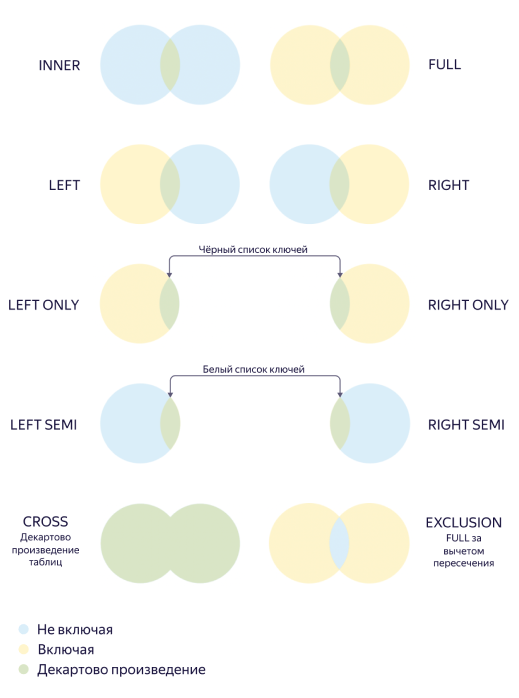 INNER
FULL
LEFT
RIGHT
Чёрный список ключей
LEFT ONLY
RIGHT ONLY
Белый список ключей
LEFT SEMI
RIGHT SEMI
CROSS
Декартово
произведение
таблиц
EXCLUSION
FULL за
вычетом
пересечения
Не включая
Включая
Декартово произведение